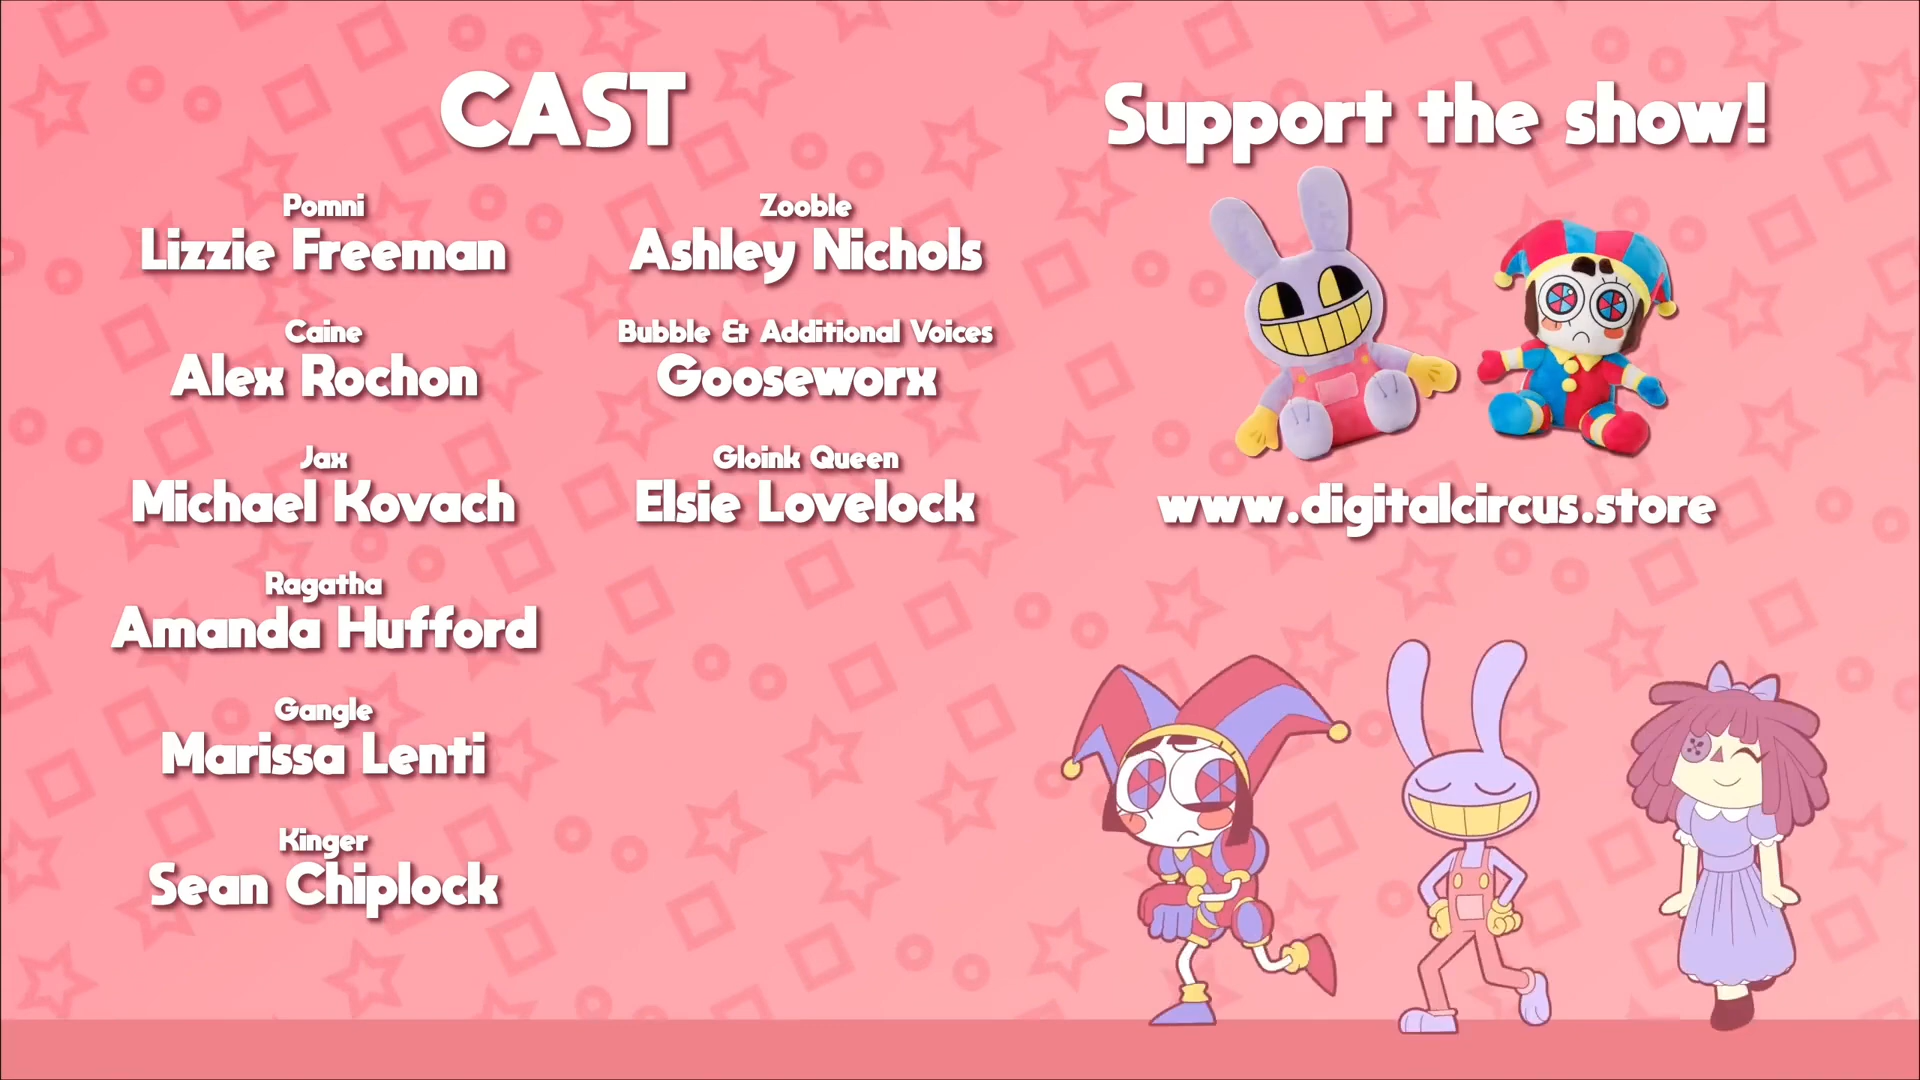 CAST
Pomni
Lizzie Freeman
Caine
Alex Rochon
Jax
Michael Kovach
Ragatha
Amanda Hufford
Gangle
Marissa Lenti
Kinger
Sean Chiplock
Zooble
Ashley Nichols
Bubble & Additional Voices
Gooseworx
Gloink Queen
Elsie Lovelock
Support the show!
www.digitalcircus.store